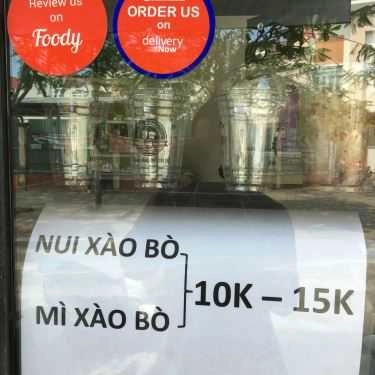 Review us
on
Foody
ORDER US
on
delivery
Now
NUI XÀO BÒ
MÌ XÀO BÒ
10K – 15K